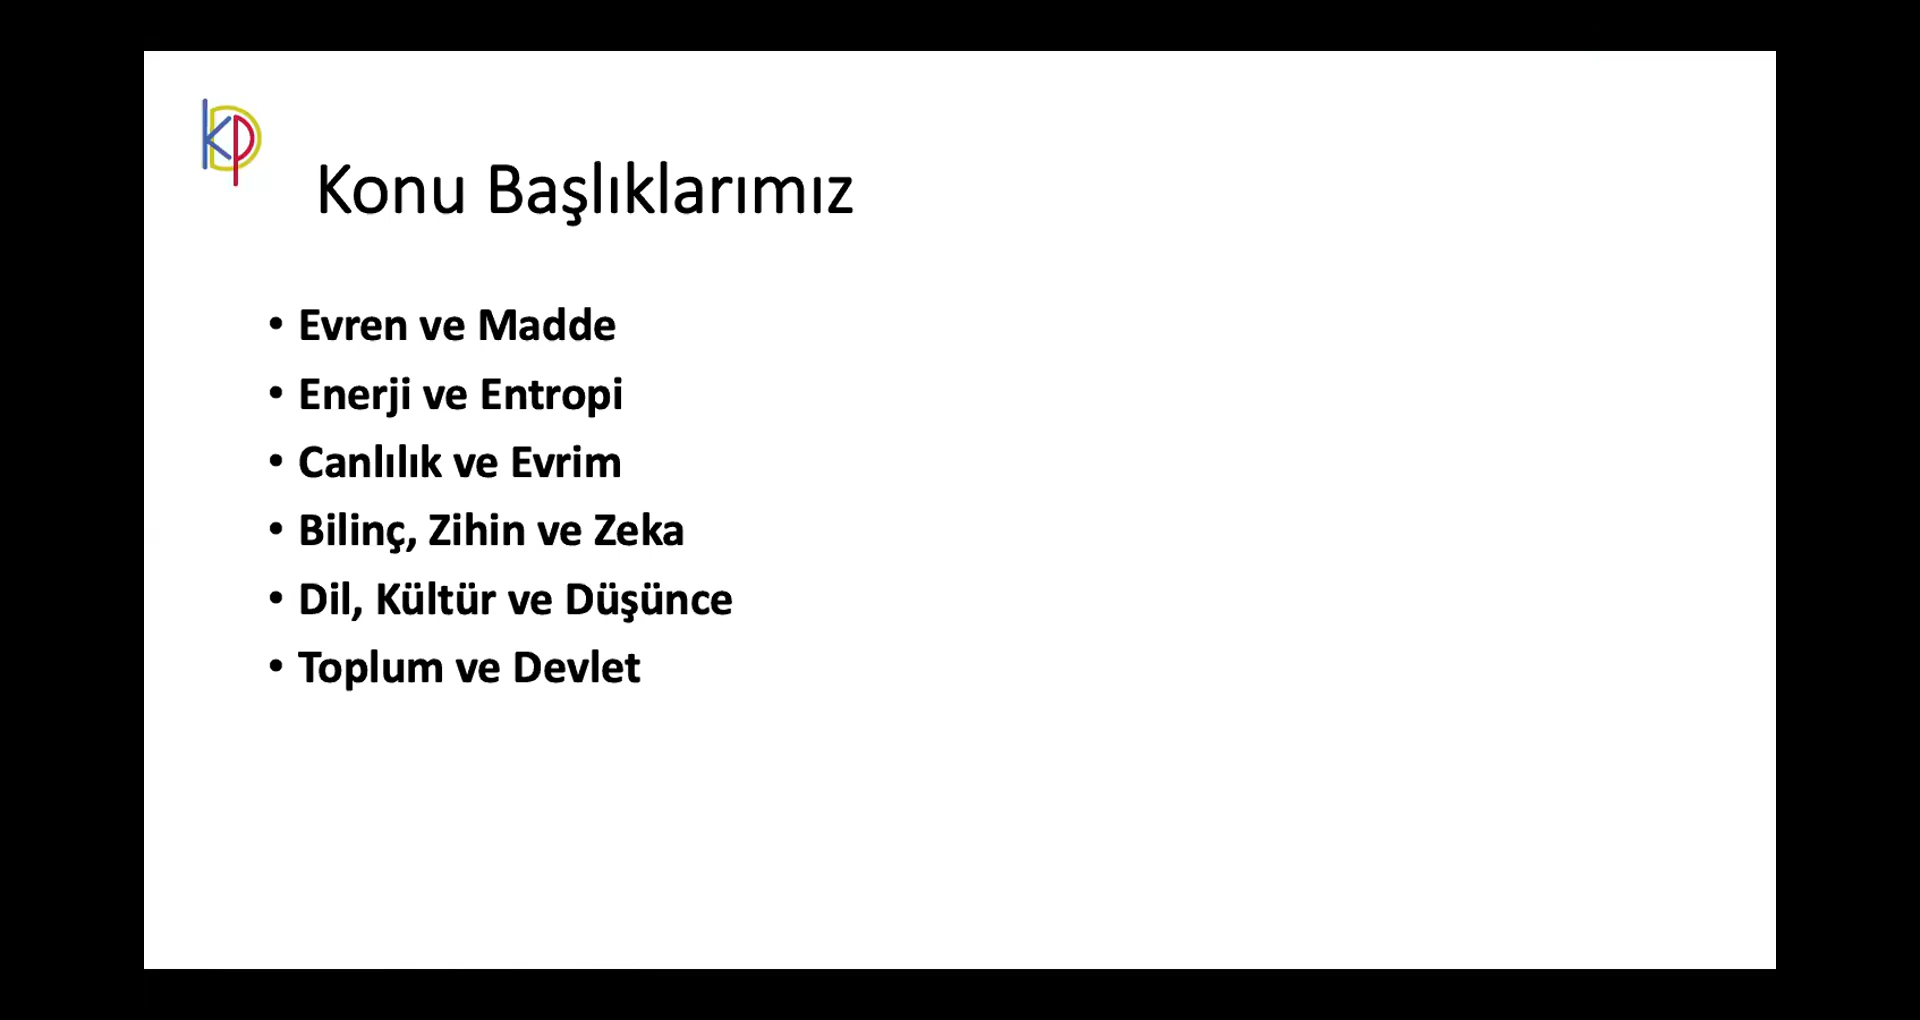 KDP
Konu Başlıklarımız
• Evren ve Madde
• Enerji ve Entropi
• Canlılık ve Evrim
• Bilinç, Zihin ve Zeka
• Dil, Kültür ve Düşünce
• Toplum ve Devlet